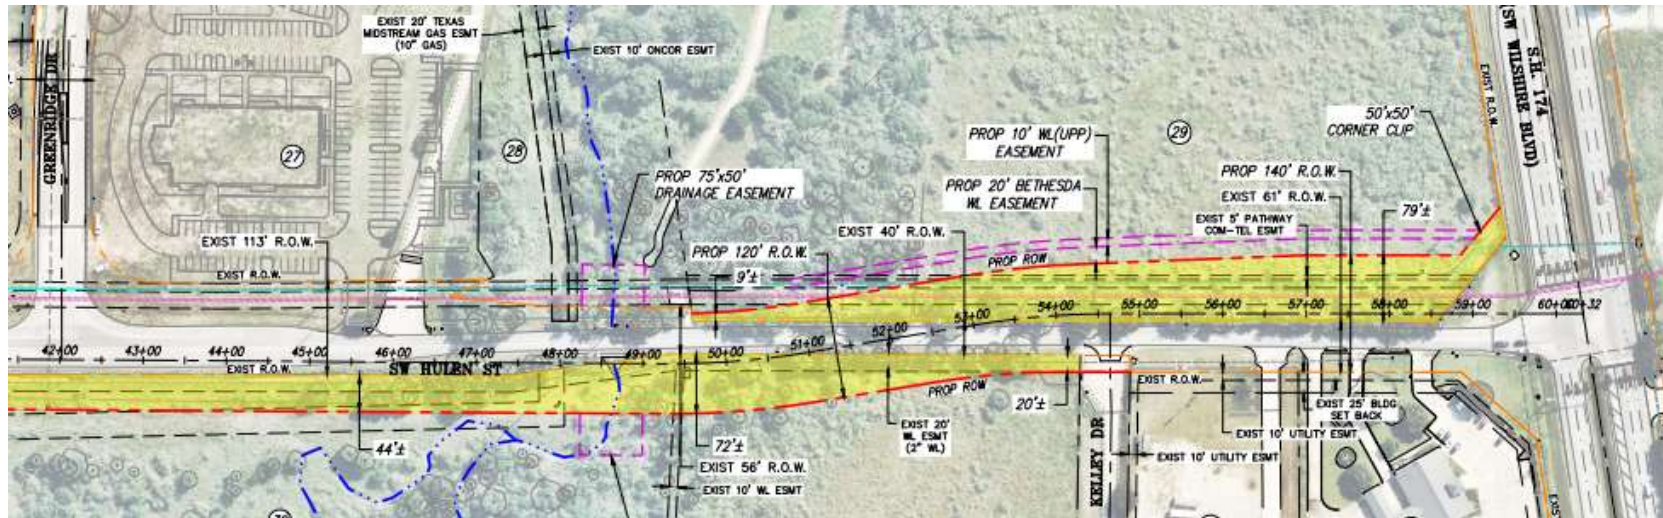 EXIST 20' TEXAS
MIDSTREAM GAS ESMT
(10" GAS)
EXIST 10' ONCOR ESMT
GREENRIDGE DR
27
28
29
PROP 75'x50'
DRAINAGE EASEMENT
PROP 10' WL(UPP)
EASEMENT
PROP 20' BETHESDA
WL EASEMENT
50'x50'
CORNER CLIP
EXIST R.O.W.
S.H. 174
(SW WILSHIRE BLVD)
PROP 140' R.O.W.
EXIST 61' R.O.W.
79'±
EXIST 5' PATHWAY
COM-TEL ESMT
EXIST 113' R.O.W.
EXIST R.O.W.
PROP 120' R.O.W.
EXIST 40' R.O.W.
9'±
PROP ROW
42+00
43+00
44+00
45+00
46+00
47+00
48+00
49+00
50+00
51+00
52+00
53+00
54+00
55+00
56+00
57+00
58+00
59+00
60+32
EXIST R.O.W.
SW HULEN ST
PROP ROW
EXIST R.O.W.
20'±
EXIST 25' BLDG
SET BACK
EXIST 10' UTILITY ESMT
EXIST 10' UTILITY ESMT
44'±
72'±
EXIST 56' R.O.W.
EXIST 10' WL ESMT
EXIST 20'
WL ESMT
(2" WL)
KELLEY DR
EXIST